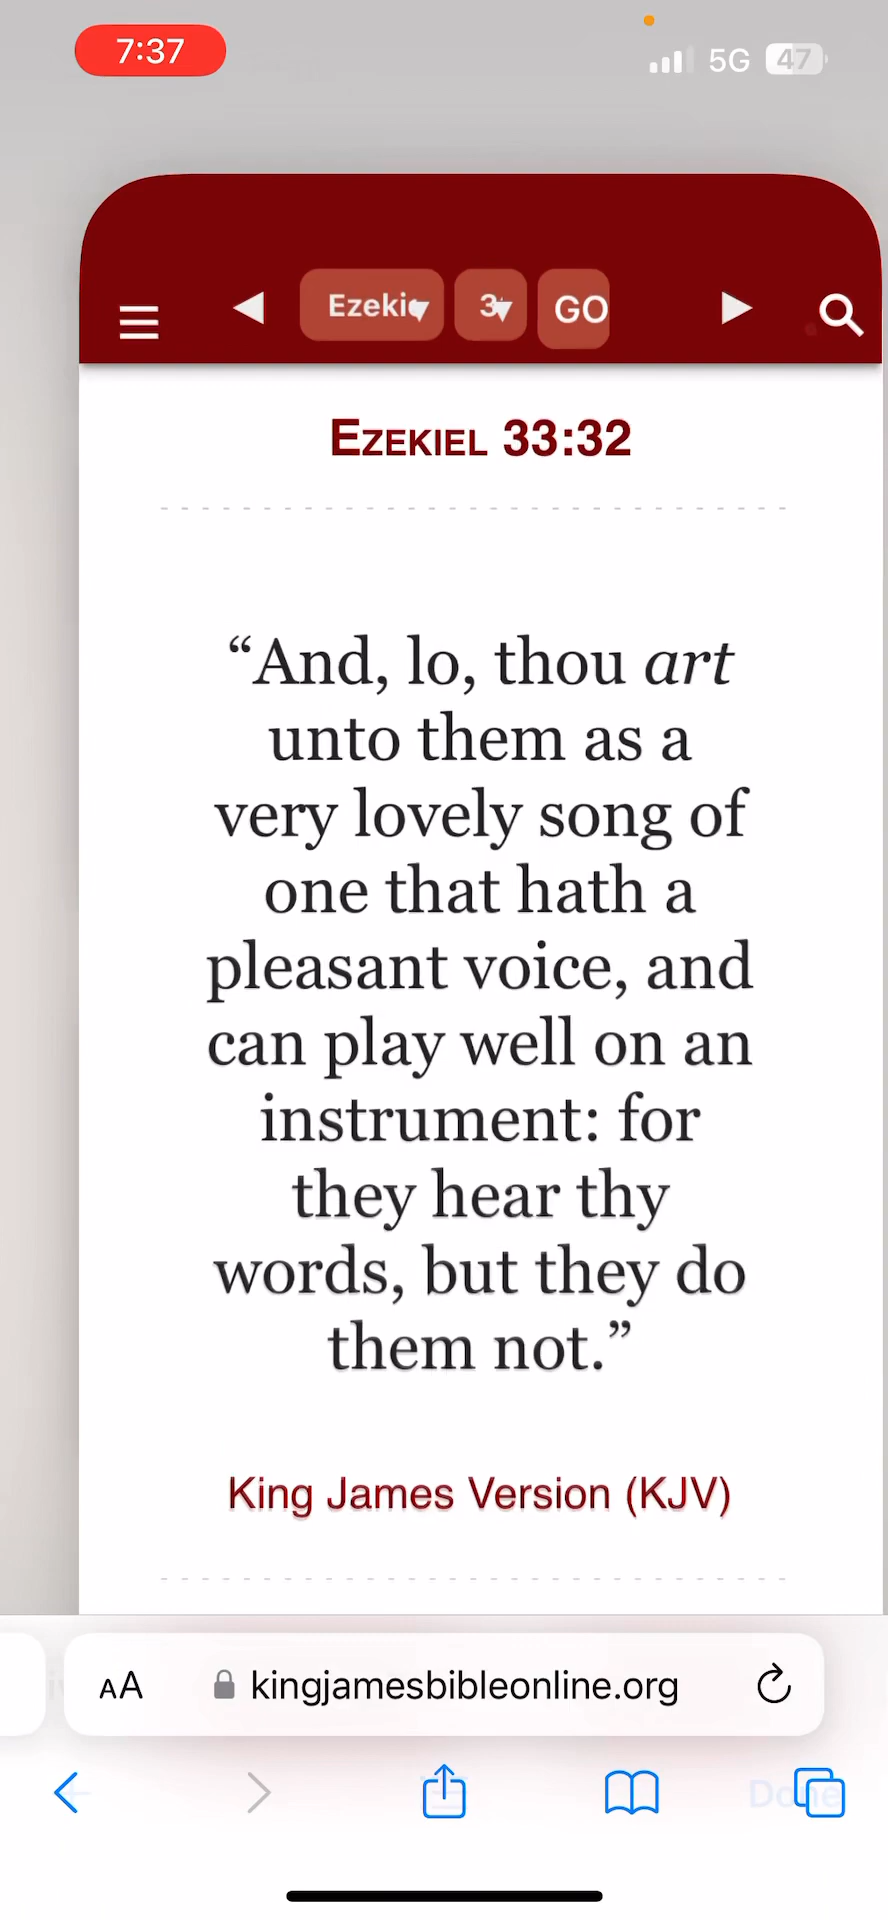 7:37
5G 47
Ezekie 3 GO
EZEKIEL 33:32
“And, lo, thou art
unto them as a
very lovely song of
one that hath a
pleasant voice, and
can play well on an
instrument: for
they hear thy
words, but they do
them not.”
King James Version (KJV)
AA kingjamesbibleonline.org
Done